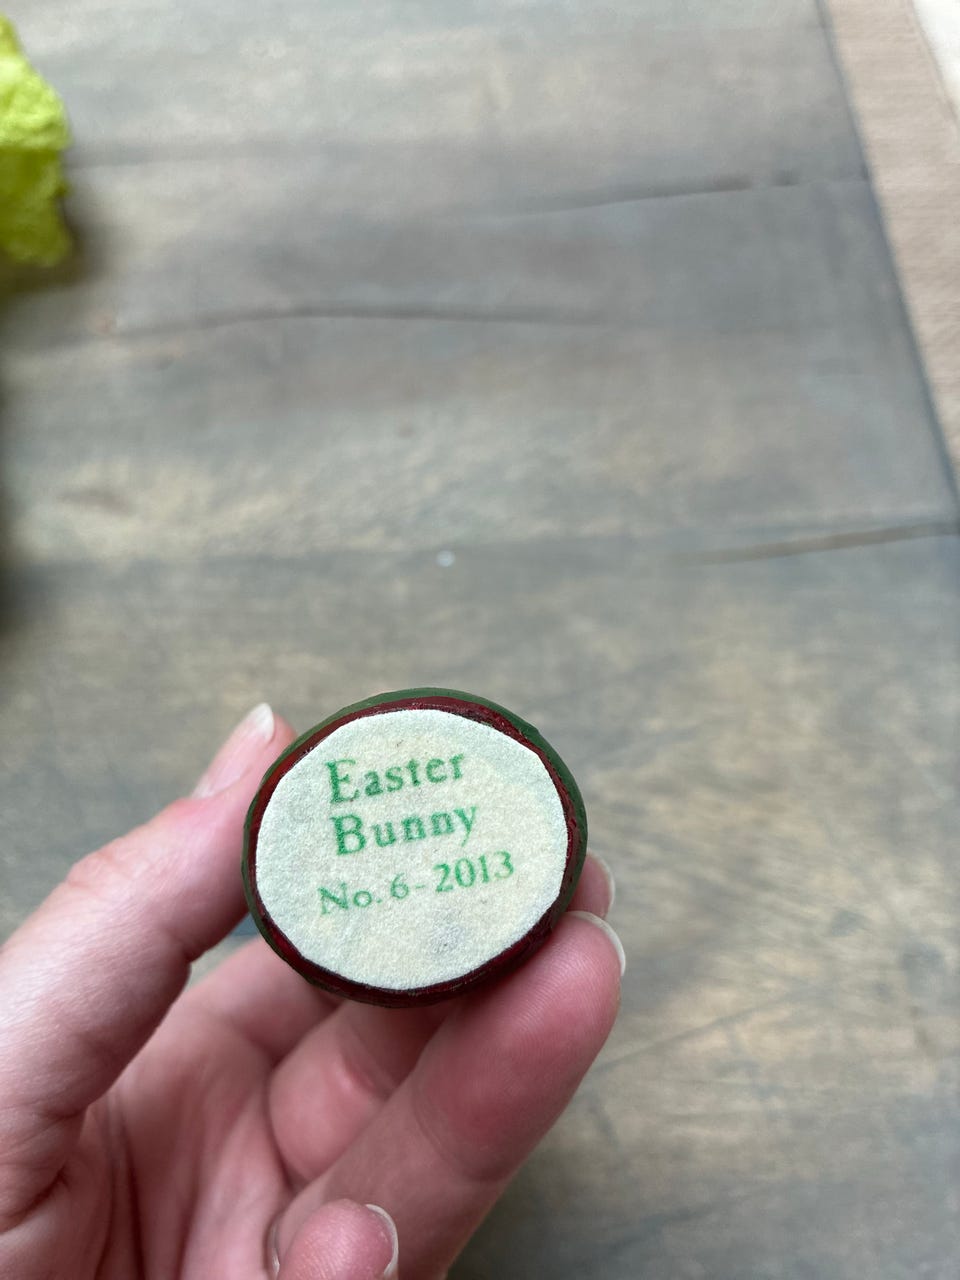 Easter
Bunny
No. 6 - 2013